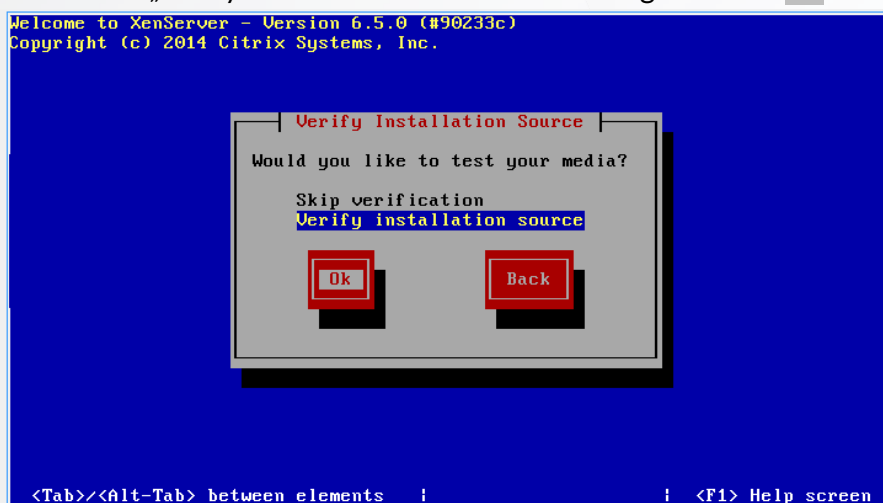 Welcome to XenServer - Version 6.5.0 (#90233c)
Copyright (c) 2014 Citrix Systems, Inc.
Verify Installation Source
Would you like to test your media?
Skip verification
Verify installation source
Ok Back
<Tab>/<Alt-Tab> between elements | | <F1> Help screen